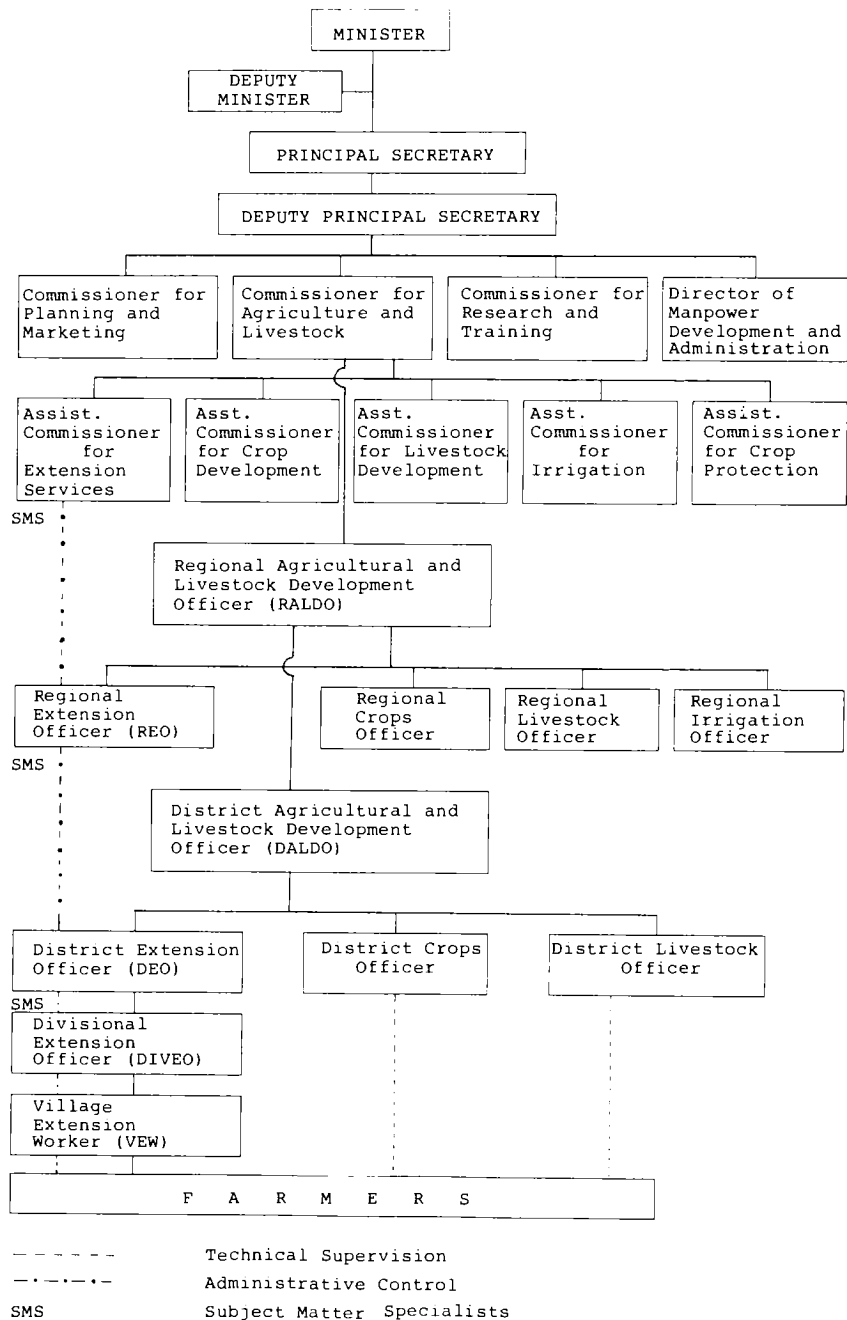 MINISTER
DEPUTY
MINISTER
PRINCIPAL SECRETARY
DEPUTY PRINCIPAL SECRETARY
Commissioner for
Planning and
Marketing
Commissioner for
Agriculture and
Livestock
Commissioner for
Research and
Training
Director of
Manpower
Development and
Administration
Assist.
Commissioner
for
Extension
Services
Asst.
Commissioner
for Crop
Development
Asst.
Commissioner
for Livestock
Development
Asst.
Commissioner
for
Irrigation
Assist.
Commissioner
for Crop
Protection
SMS
Regional Agricultural and
Livestock Development
Officer (RALDO)
Regional
Extension
Officer (REO)
Regional
Crops
Officer
Regional
Livestock
Officer
Regional
Irrigation
Officer
SMS
District Agricultural and
Livestock Development
Officer (DALDO)
District Extension
Officer (DEO)
District Crops
Officer
District Livestock
Officer
SMS
Divisional
Extension
Officer (DIVEO)
Village
Extension
Worker (VEW)
F A R M E R S
Technical Supervision
Administrative Control
SMS Subject Matter Specialists